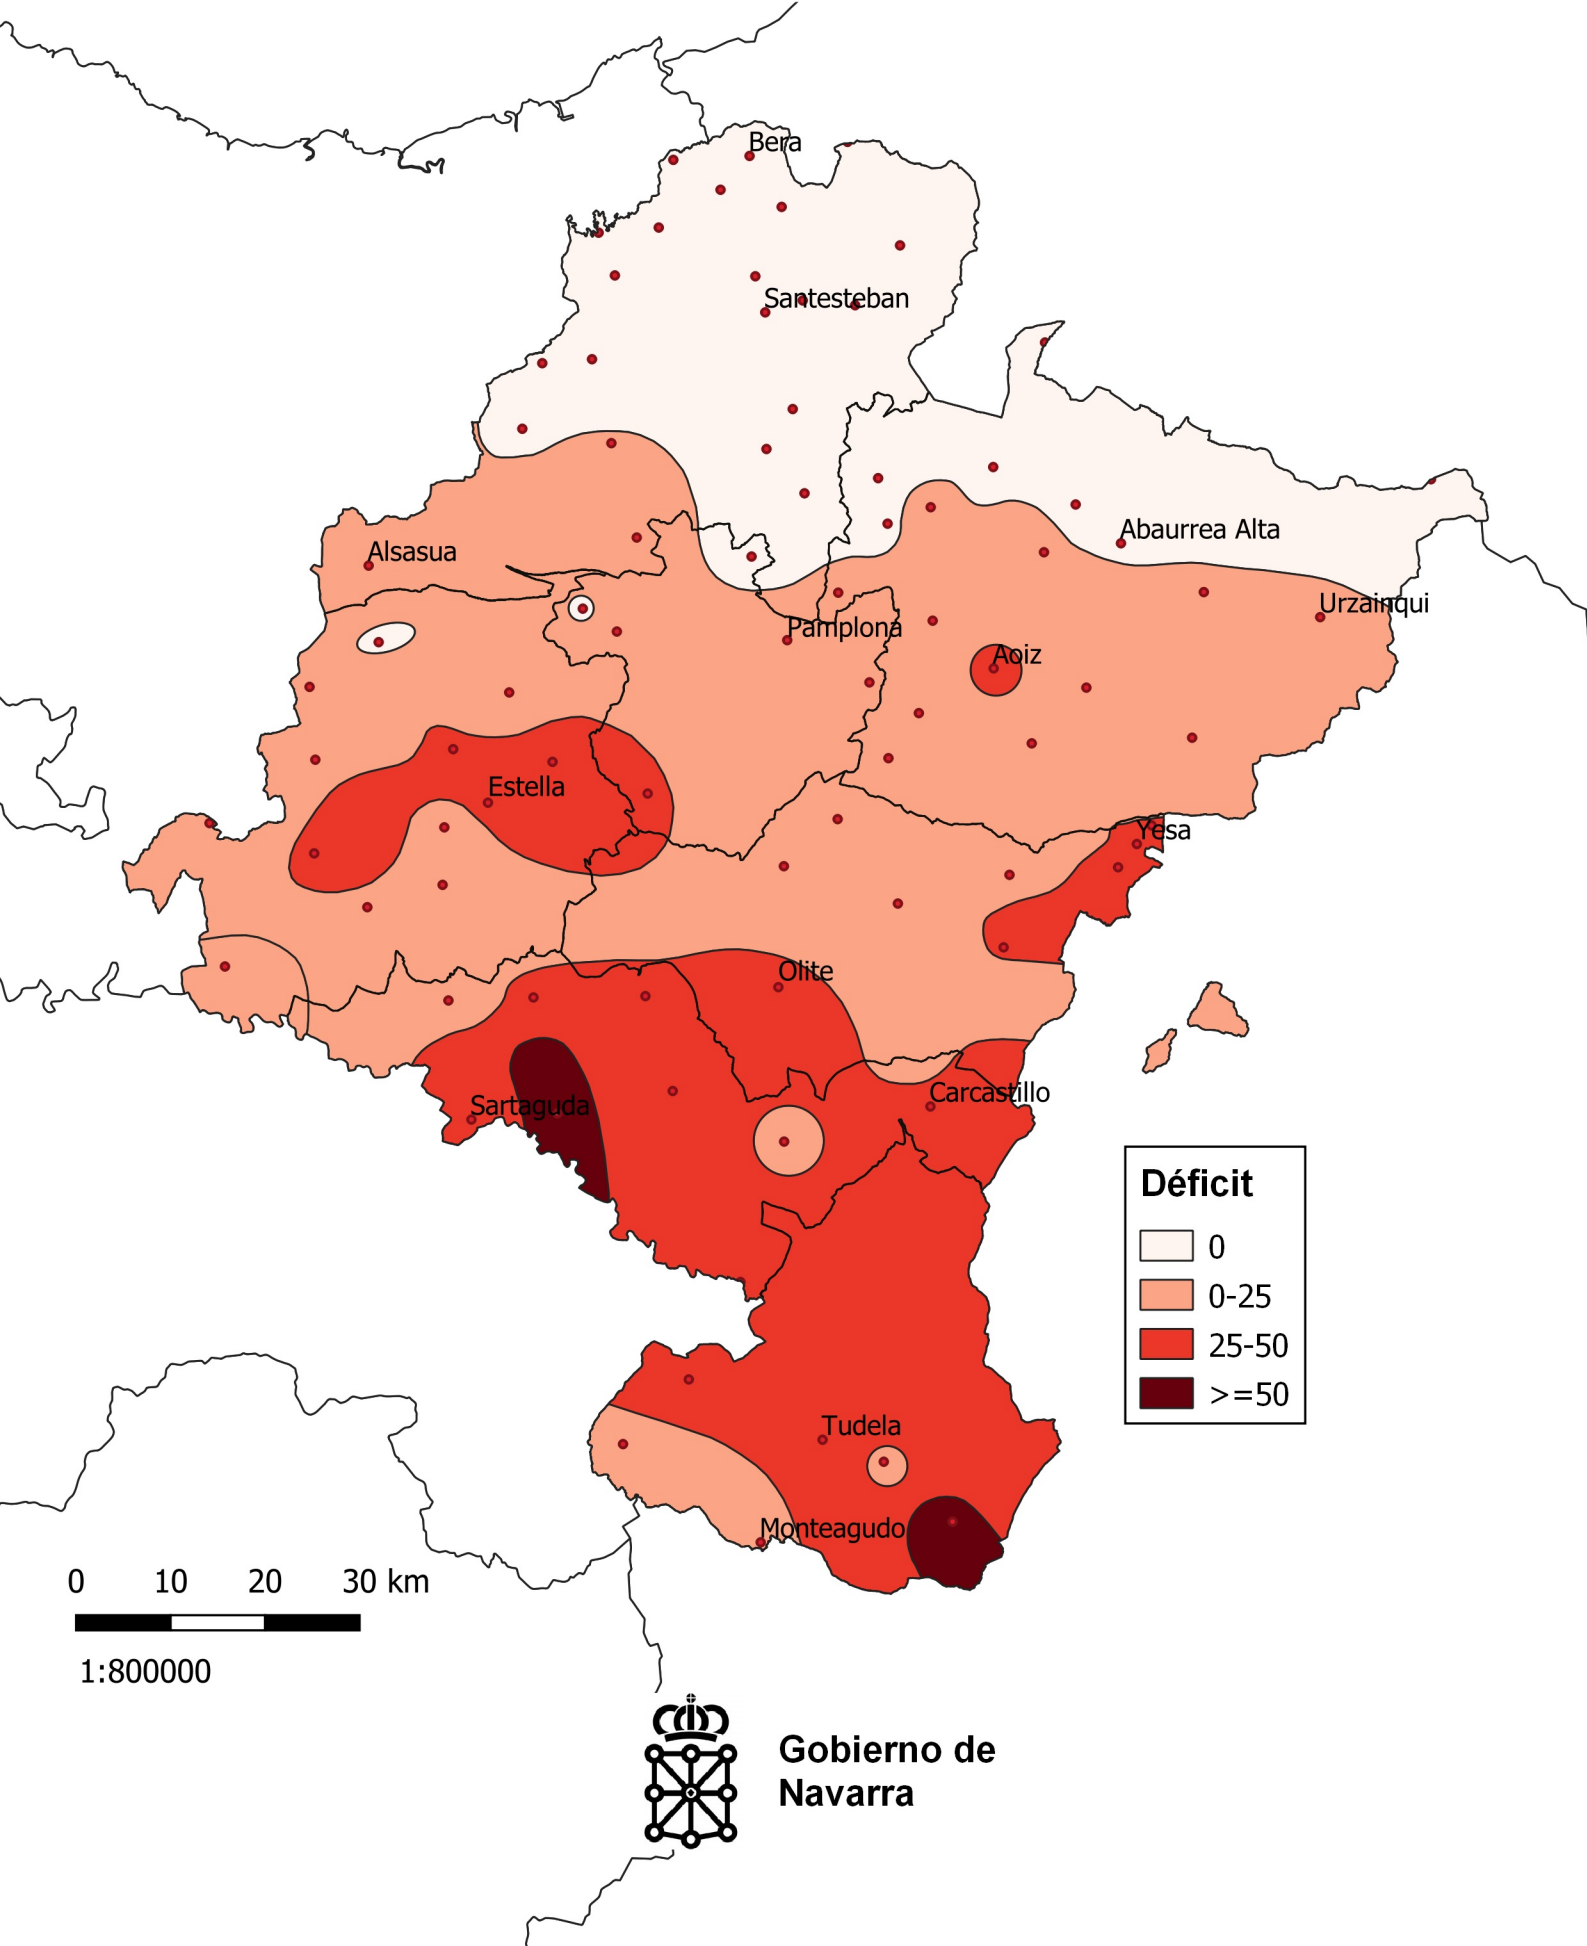 Bera
Santesteban
Abaurrea Alta
Alsasua
Urzainqui
Pamplona
Aoiz
Estella
Yesa
Olite
Carcastillo
Sartaguda
Déficit
0
0-25
25-50
>=50
Tudela
Monteagudo
0 10 20 30 km
1:800000
Gobierno de
Navarra